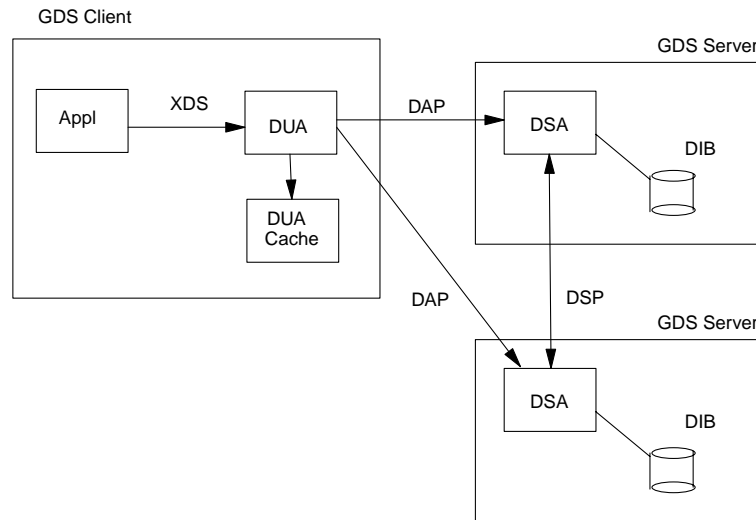 GDS Client
GDS Server
Appl
XDS
DUA
DAP
DSA
DIB
DUA
Cache
DAP
DSP
GDS Server
DSA
DIB